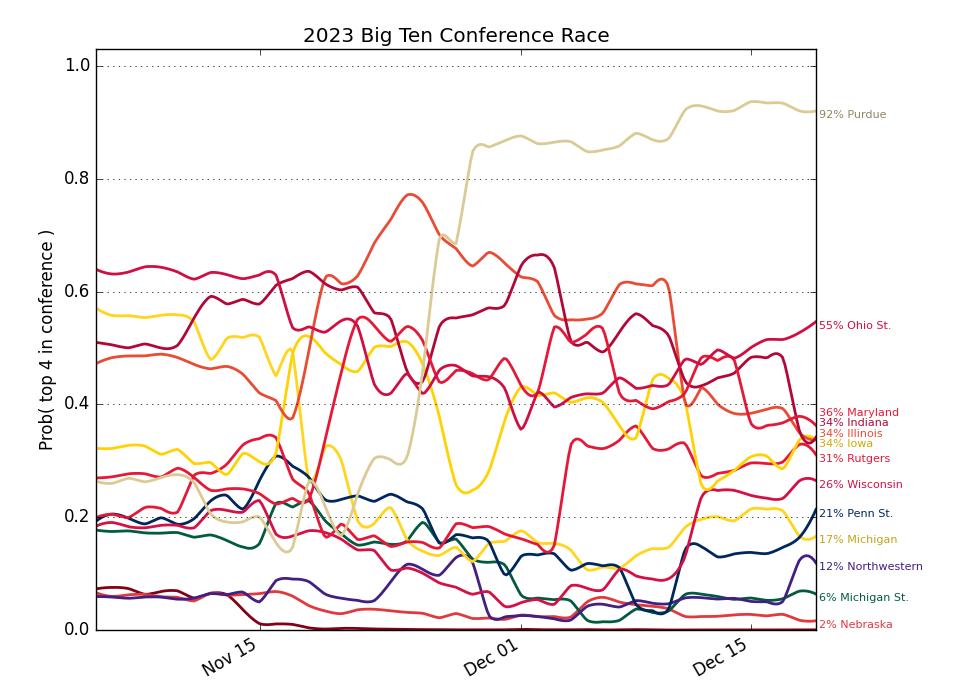 2023 Big Ten Conference Race
Prob( top 4 in conference )
1.0
0.8
0.6
0.4
0.2
0.0
Nov 15
Dec 01
Dec 15
92% Purdue
55% Ohio St.
36% Maryland
34% Indiana
34% Illinois
34% Iowa
31% Rutgers
26% Wisconsin
21% Penn St.
17% Michigan
12% Northwestern
6% Michigan St.
2% Nebraska